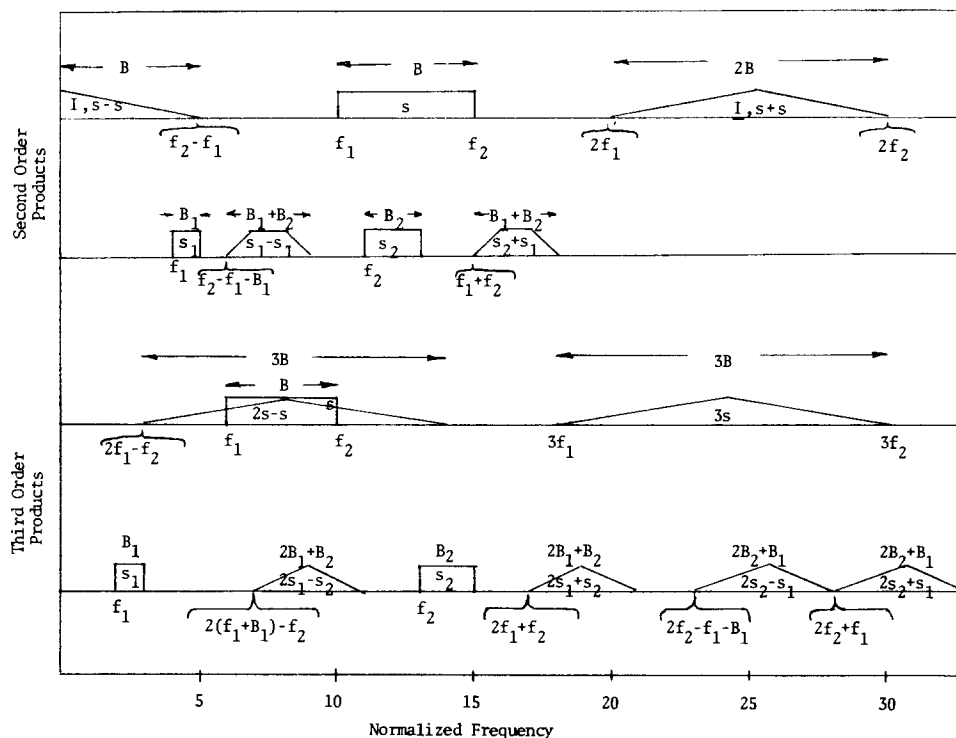 B B 2B
I,s-s s I,s+s
f₂-f₁ f₁ f₂ 2f₁ 2f₂
Second Order
Products
B₁ B₁+B₂ B₂ B₁+B₂
s₁ s₁-s₁ s₂ s₂+s₁
f₁ f₂-f₁-B₁ f₂ f₁+f₂
3B 3B
B
2s-s s 3s
2f₁-f₂ f₁ f₂ 3f₁ 3f₂
Third Order
Products
B₁ 2B₁+B₂ B₂ 2B₁+B₂ 2B₂+B₁ 2B₂+B₁
s₁ 2s₁-s₂ s₂ 2s₁+s₂ 2s₂-s₁ 2s₂+s₁
f₁ 2(f₁+B₁)-f₂ f₂ 2f₁+f₂ 2f₂-f₁-B₁ 2f₂+f₁
5 10 15 20 25 30
Normalized Frequency